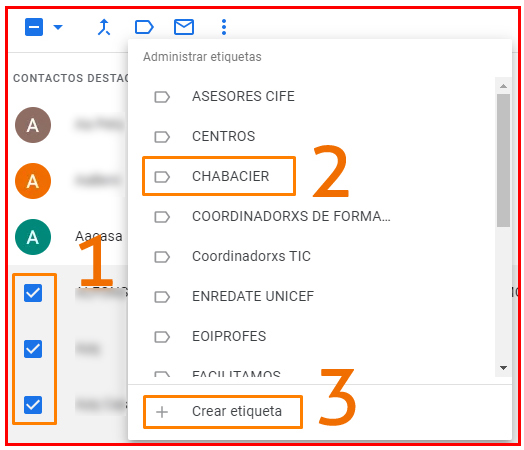 Administrar etiquetas
CONTACTOS DESTAC
ASESORES CIFE
A
CENTROS
A
CHABACIER
2
COORDINADORXS DE FORMA...
A
Aacasa
1
Coordinadorxs TIC
ENREDATE UNICEF
EOIPROFES
FACILITAMOS
Crear etiqueta
3